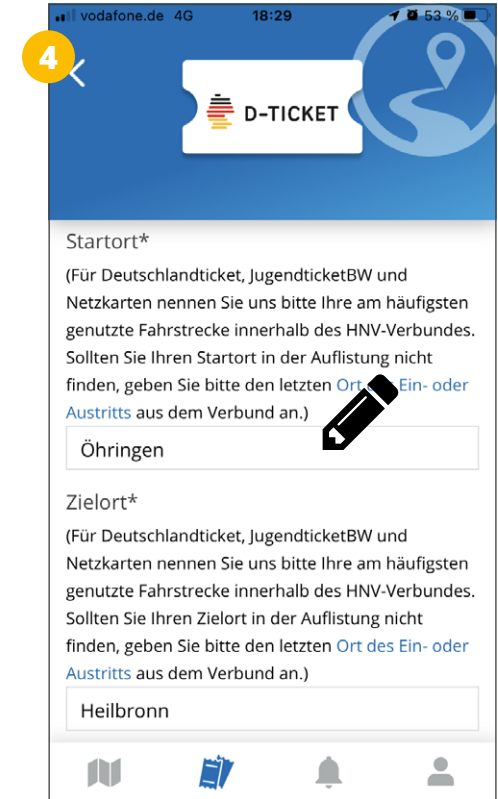 vodafone.de 4G 18:29 53 %
4
D-TICKET
Startort*
(Für Deutschlandticket, JugendticketBW und
Netzkarten nennen Sie uns bitte Ihre am häufigsten
genutzte Fahrstrecke innerhalb des HNV-Verbundes.
Sollten Sie Ihren Startort in der Auflistung nicht
finden, geben Sie bitte den letzten Ort des Ein- oder
Austritts aus dem Verbund an.)
Öhringen
Zielort*
(Für Deutschlandticket, JugendticketBW und
Netzkarten nennen Sie uns bitte Ihre am häufigsten
genutzte Fahrstrecke innerhalb des HNV-Verbundes.
Sollten Sie Ihren Zielort in der Auflistung nicht
finden, geben Sie bitte den letzten Ort des Ein- oder
Austritts aus dem Verbund an.)
Heilbronn